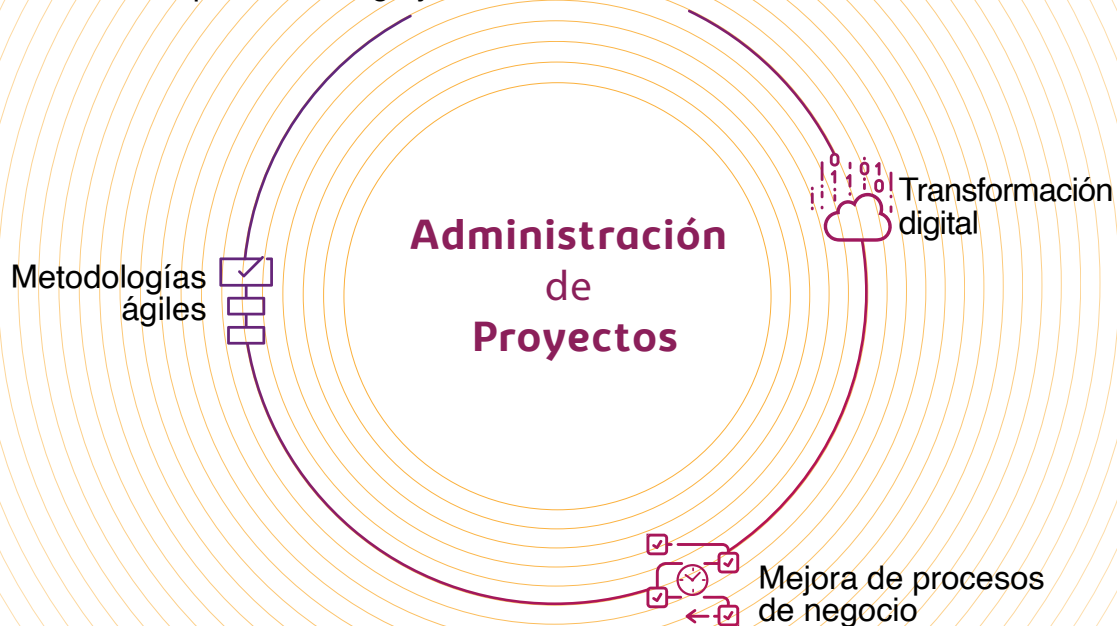 Transformación
digital
Administración
de
Proyectos
Metodologías
ágiles
Mejora de procesos
de negocio